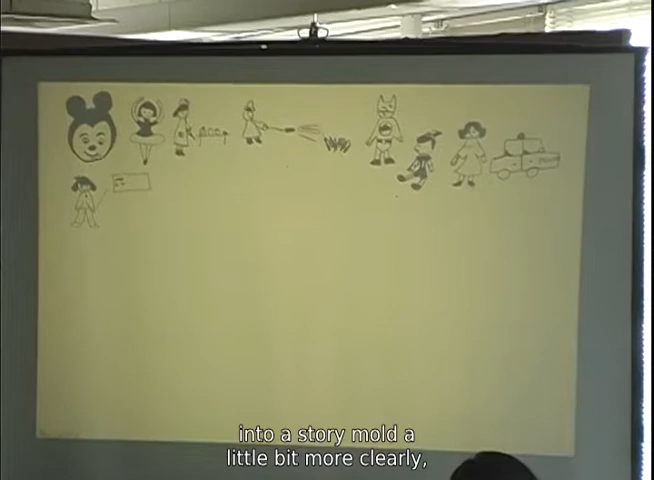 into a story mold a
little bit more clearly,